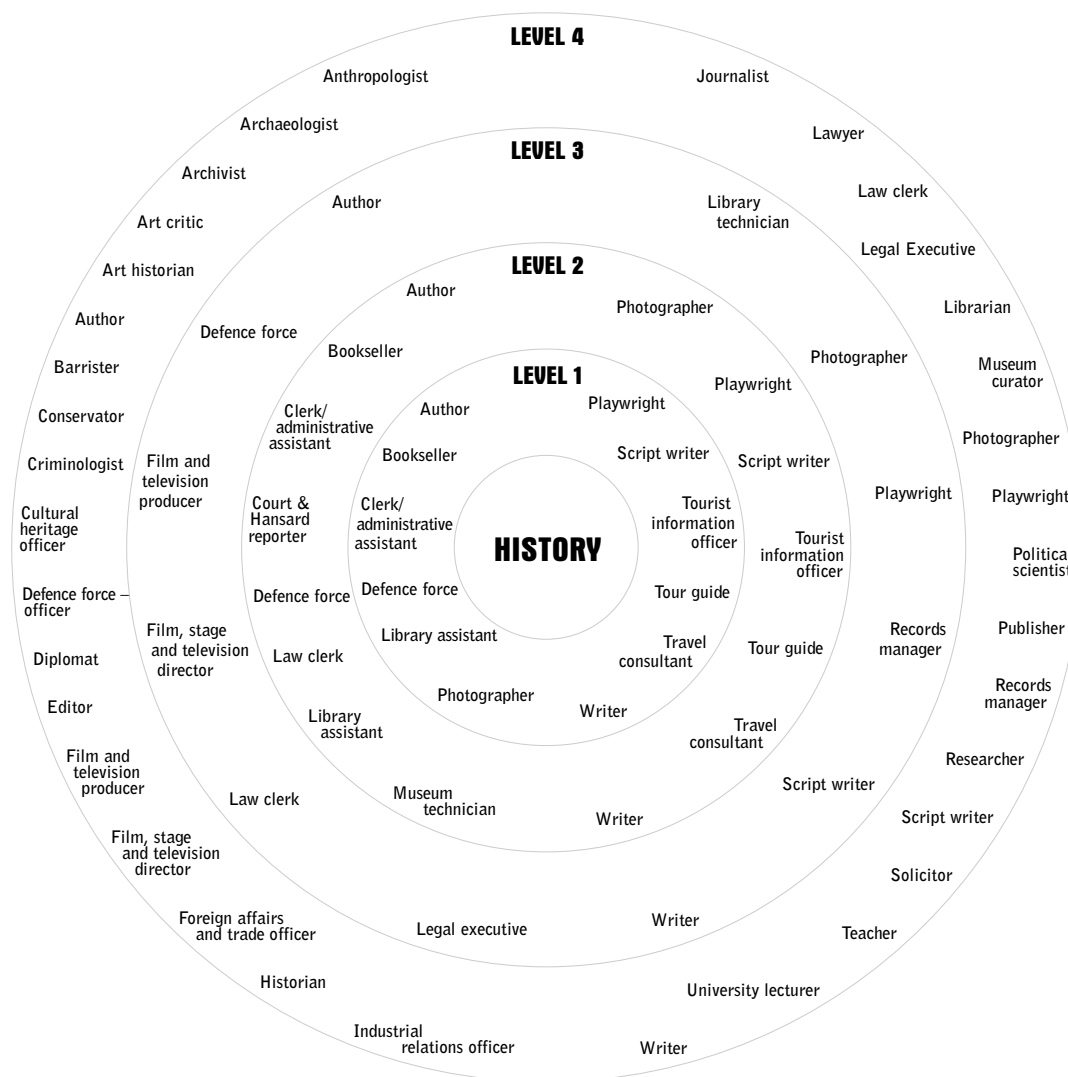 LEVEL 4
Anthropologist
Archaeologist
Archivist
Art critic
Art historian
Author
Barrister
Conservator
Criminologist
Cultural
heritage
officer
Defence force –
officer
Diplomat
Editor
Film and
television
producer
Film, stage
and television
director
Foreign affairs
and trade officer
Historian
Industrial
relations officer
Journalist
Lawyer
Law clerk
Legal Executive
Librarian
Museum
curator
Photographer
Playwright
Politica
scientist
Publisher
Records
manager
Researcher
Script writer
Solicitor
Teacher
University lecturer
Writer
LEVEL 3
Author
Defence force
Film and
television
producer
Film, stage
and television
director
Law clerk
Legal executive
Library
technician
Photographer
Playwright
Records
manager
Script writer
Writer
LEVEL 2
Author
Bookseller
Clerk/
administrative
assistant
Court &
Hansard
reporter
Defence force
Law clerk
Library
assistant
Museum
technician
Photographer
Playwright
Script writer
Tourist
information
officer
Tour guide
Travel
consultant
Writer
LEVEL 1
Author
Bookseller
Clerk/
administrative
assistant
Defence force
Library assistant
Photographer
Playwright
Script writer
Tourist
information
officer
Tour guide
Travel
consultant
Writer
HISTORY